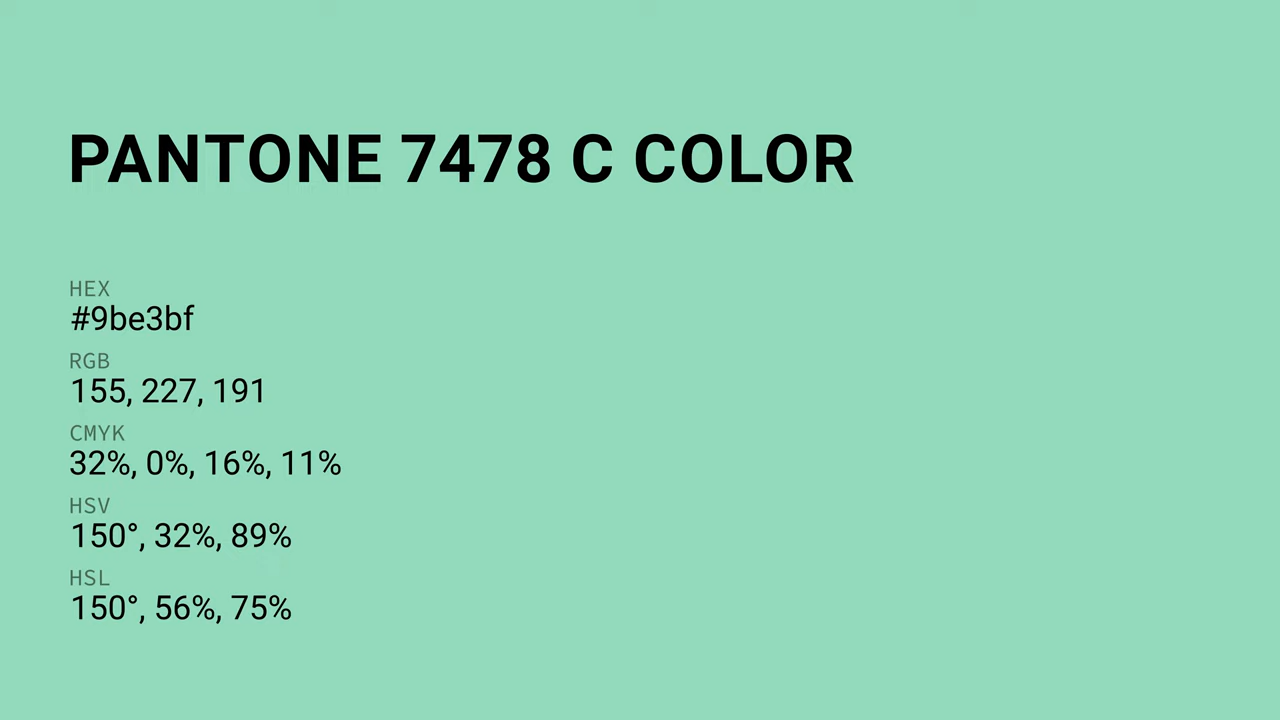 PANTONE 7478 C COLOR
HEX
#9be3bf
RGB
155, 227, 191
CMYK
32%, 0%, 16%, 11%
HSV
150°, 32%, 89%
HSL
150°, 56%, 75%